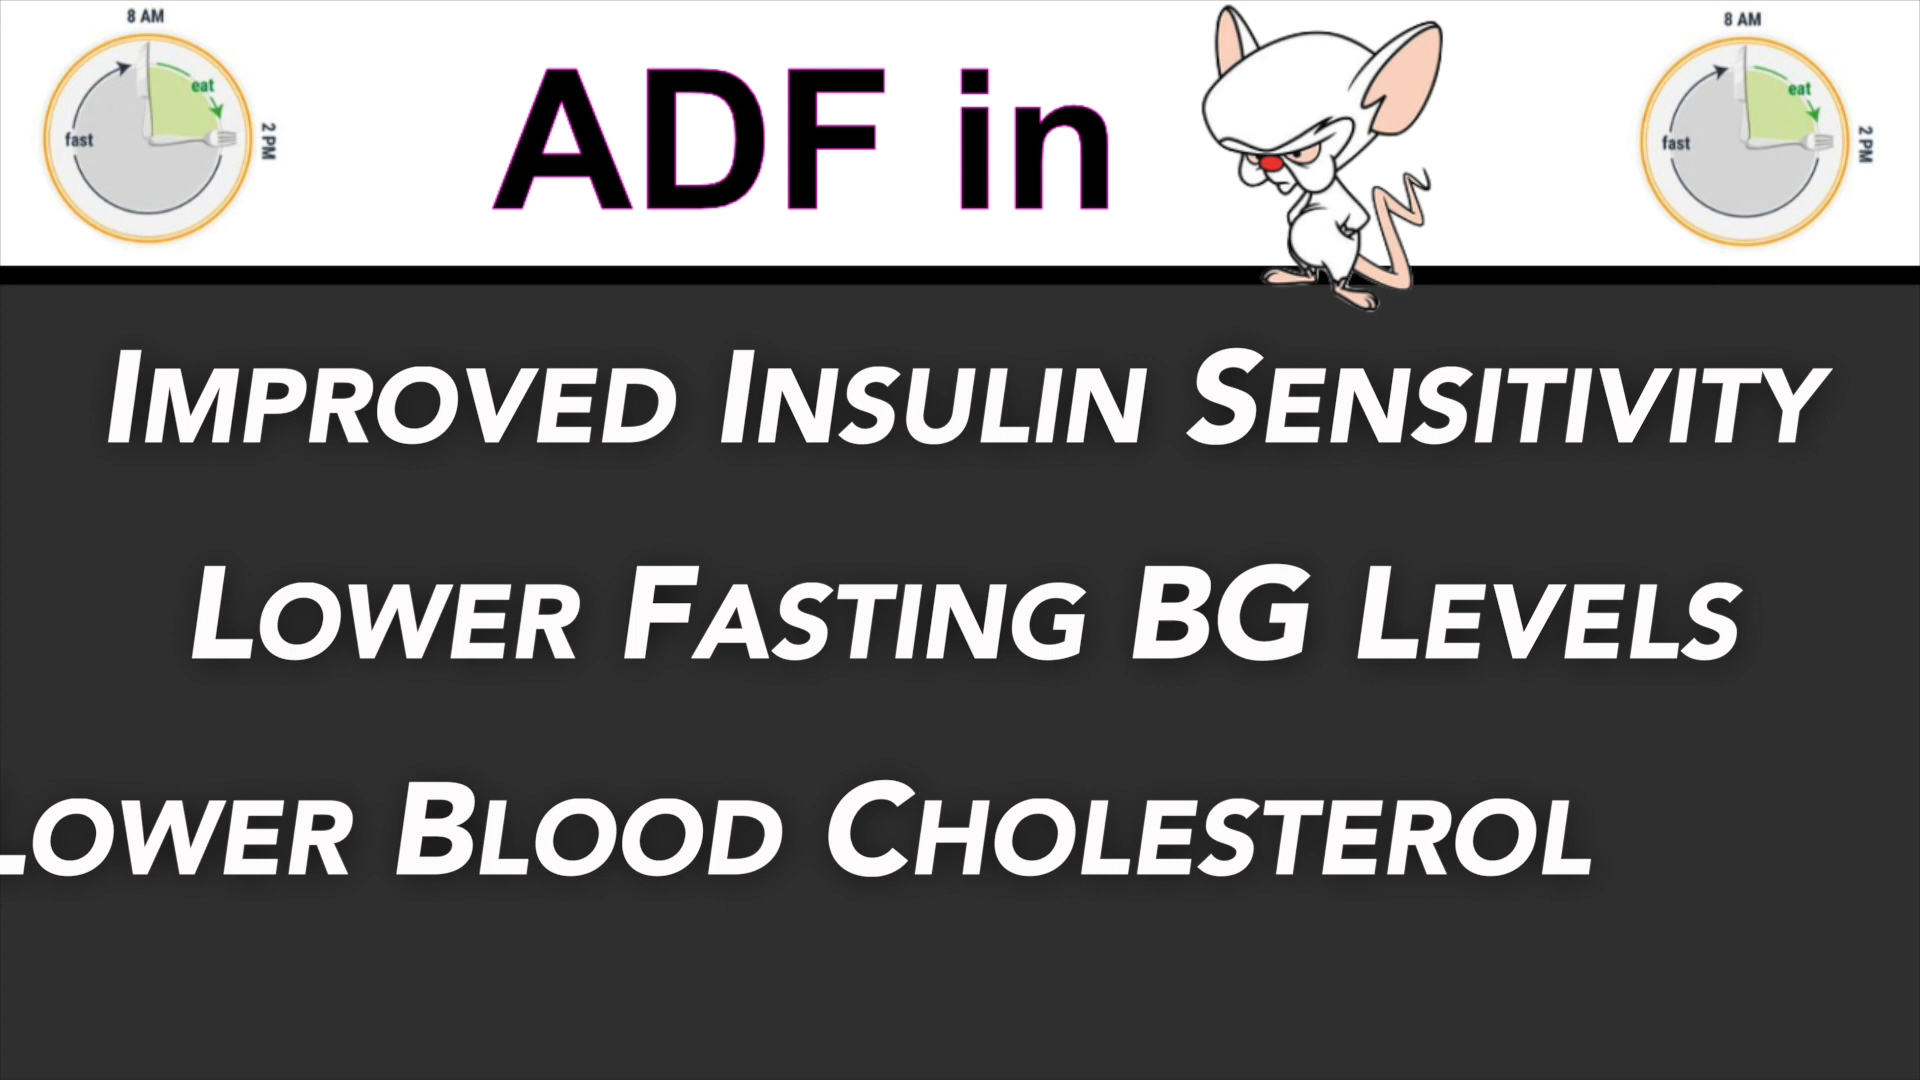 8 AM
eat
fast
2 PM
ADF in
8 AM
eat
fast
2 PM
IMPROVED INSULIN SENSITIVITY
LOWER FASTING BG LEVELS
LOWER BLOOD CHOLESTEROL